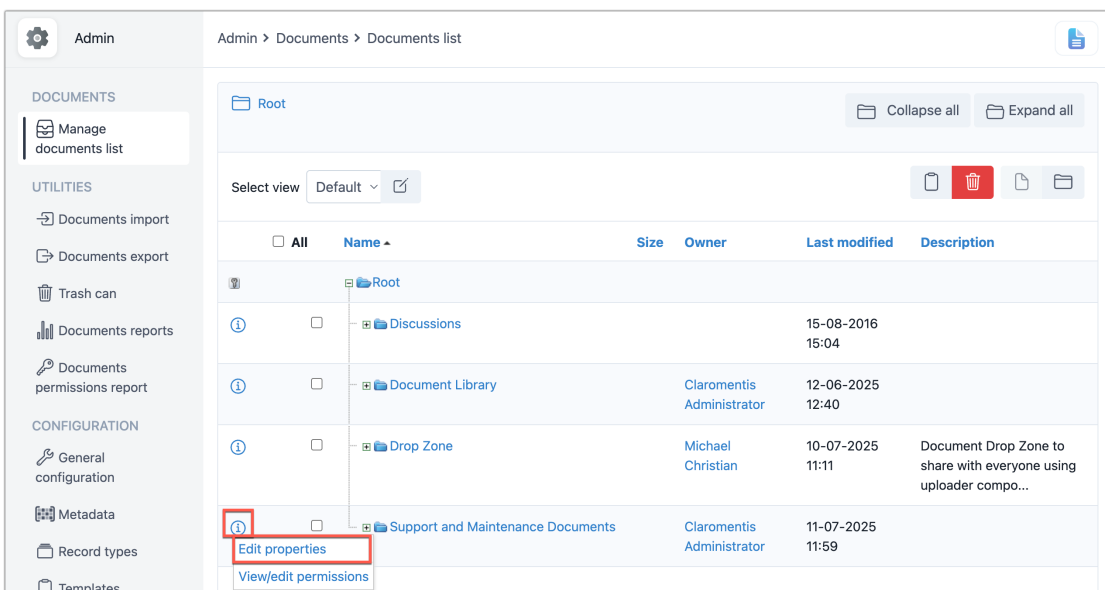 Admin
Admin > Documents > Documents list
DOCUMENTS
Manage
documents list
UTILITIES
Documents import
Documents export
Trash can
Documents reports
Documents
permissions report
CONFIGURATION
General
configuration
Metadata
Record types
Templates
Root
Collapse all
Expand all
Select view Default
All Name Size Owner Last modified Description
Root
Discussions 15-08-2016
15:04
Document Library Claromentis 12-06-2025
Administrator 12:40
Drop Zone Michael 10-07-2025 Document Drop Zone to
Christian 11:11 share with everyone using
uploader compo...
Support and Maintenance Documents Claromentis 11-07-2025
Administrator 11:59
Edit properties
View/edit permissions